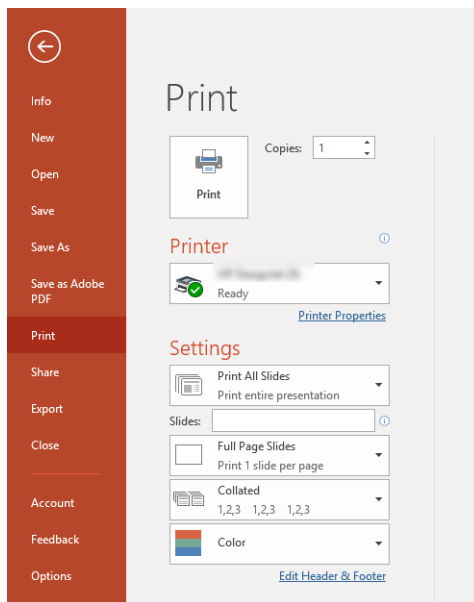 Info
New
Open
Save
Save As
Save as Adobe
PDF
Print
Share
Export
Close
Account
Feedback
Options
Print
Print
Copies: 1
Printer
Ready
Printer Properties
Settings
Print All Slides
Print entire presentation
Slides:
Full Page Slides
Print 1 slide per page
Collated
1,2,3 1,2,3 1,2,3
Color
Edit Header & Footer